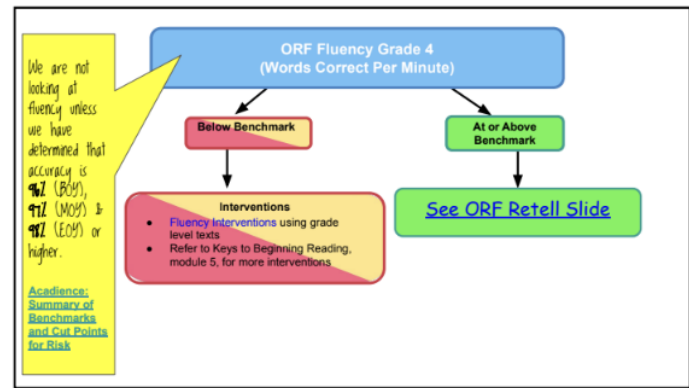 ORF Fluency Grade 4
(Words Correct Per Minute)
We are not
looking at
fluency unless
we have
determined that
accuracy is
96% (BOY),
97% (MOY) &
98% (EOY) or
higher.
Acadience:
Summary of
Benchmarks
and Cut Points
for Risk
Below Benchmark
At or Above
Benchmark
Interventions
● Fluency Interventions using grade
level texts
● Refer to Keys to Beginning Reading,
module 5, for more interventions
See ORF Retell Slide